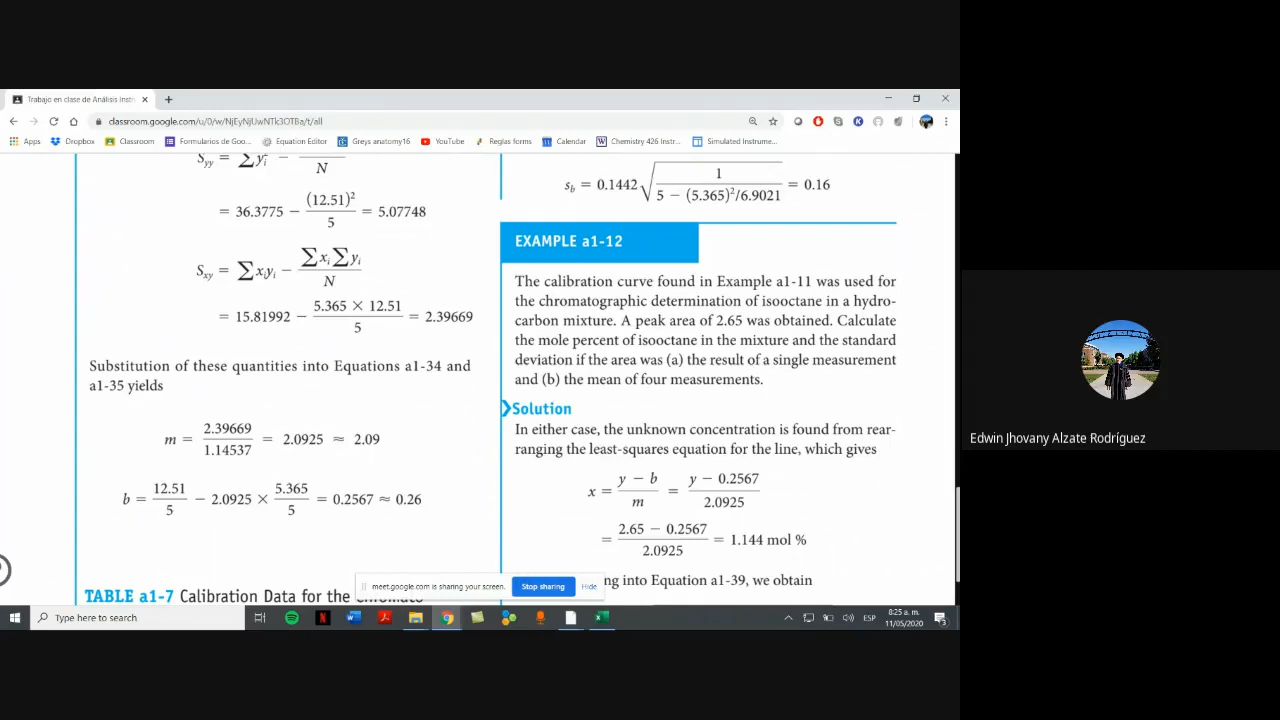 Trabajo en clase de Análisis Instr
classroom.google.com/u/0/w/NjEyNjUwNTk3OTBa/t/all
Apps Dropbox Classroom Formularios de Goo... Equation Editor Greys anatomy16 YouTube Reglas forms Calendar Chemistry 426 Instr... Simulated Instrume...
S_yy = ∑y_i^2 − / N
= 36.3775 − (12.51)² / 5 = 5.07748
S_xy = ∑x_i y_i − ∑x_i ∑y_i / N
= 15.81992 − 5.365 × 12.51 / 5 = 2.39669
Substitution of these quantities into Equations a1-34 and
a1-35 yields
m = 2.39669 / 1.14537 = 2.0925 ≈ 2.09
b = 12.51 / 5 − 2.0925 × 5.365 / 5 = 0.2567 ≈ 0.26
TABLE a1-7 Calibration Data for the Chromato
s_b = 0.1442 √ 1 / 5 − (5.365)²/6.9021 = 0.16
EXAMPLE a1-12
The calibration curve found in Example a1-11 was used for
the chromatographic determination of isooctane in a hydro-
carbon mixture. A peak area of 2.65 was obtained. Calculate
the mole percent of isooctane in the mixture and the standard
deviation if the area was (a) the result of a single measurement
and (b) the mean of four measurements.
Solution
In either case, the unknown concentration is found from rear-
ranging the least-squares equation for the line, which gives
x = y − b / m = y − 0.2567 / 2.0925
= 2.65 − 0.2567 / 2.0925 = 1.144 mol %
ng into Equation a1-39, we obtain
meet.google.com is sharing your screen. Stop sharing Hide
Type here to search
ESP
8:25 a. m.
11/05/2020
Edwin Jhovany Alzate Rodríguez